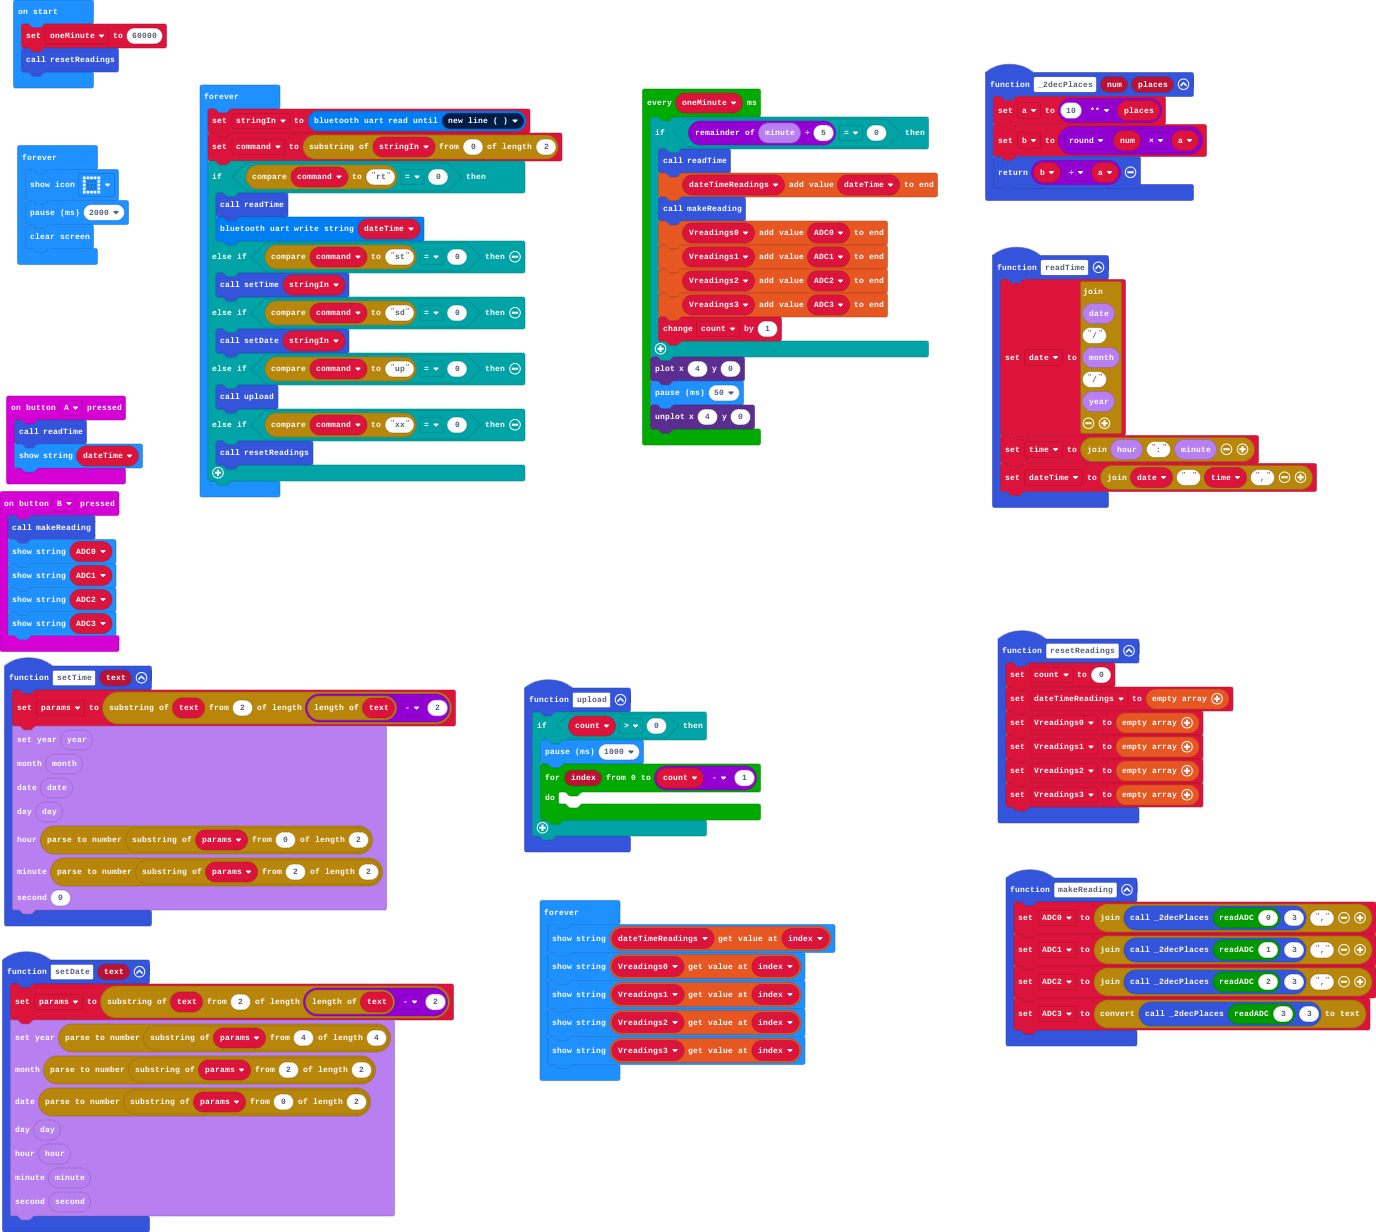 on start
set oneMinute to 60000
call resetReadings
forever
show icon
pause (ms) 2000
clear screen
on button A pressed
call readTime
show string dateTime
on button B pressed
call makeReading
show string ADC0
show string ADC1
show string ADC2
show string ADC3
forever
set stringIn to bluetooth uart read until new line ( )
set command to substring of stringIn from 0 of length 2
if compare command to "rt" = 0 then
call readTime
bluetooth uart write string dateTime
else if compare command to "st" = 0 then
call setTime stringIn
else if compare command to "sd" = 0 then
call setDate stringIn
else if compare command to "up" = 0 then
call upload
else if compare command to "xx" = 0 then
call resetReadings
every oneMinute ms
if remainder of minute ÷ 5 = 0 then
call readTime
dateTimeReadings add value dateTime to end
call makeReading
Vreadings0 add value ADC0 to end
Vreadings1 add value ADC1 to end
Vreadings2 add value ADC2 to end
Vreadings3 add value ADC3 to end
change count by 1
plot x 4 y 0
pause (ms) 50
unplot x 4 y 0
function _2decPlaces num places
set a to 10 ** places
set b to round num × a
return b ÷ a
function readTime
set date to join date "/" month "/" year
set time to join hour ":" minute
set dateTime to join date " " time ","
function setTime text
set params to substring of text from 2 of length length of text - 2
set year year
month month
date date
day day
hour parse to number substring of params from 0 of length 2
minute parse to number substring of params from 2 of length 2
second 0
function setDate text
set params to substring of text from 2 of length length of text - 2
set year parse to number substring of params from 4 of length 4
month parse to number substring of params from 2 of length 2
date parse to number substring of params from 0 of length 2
day day
hour hour
minute minute
second second
function upload
if count > 0 then
pause (ms) 1000
for index from 0 to count - 1
do
forever
show string dateTimeReadings get value at index
show string Vreadings0 get value at index
show string Vreadings1 get value at index
show string Vreadings2 get value at index
show string Vreadings3 get value at index
function resetReadings
set count to 0
set dateTimeReadings to empty array
set Vreadings0 to empty array
set Vreadings1 to empty array
set Vreadings2 to empty array
set Vreadings3 to empty array
function makeReading
set ADC0 to join call _2decPlaces readADC 0 3 ","
set ADC1 to join call _2decPlaces readADC 1 3 ","
set ADC2 to join call _2decPlaces readADC 2 3 ","
set ADC3 to convert call _2decPlaces readADC 3 3 to text